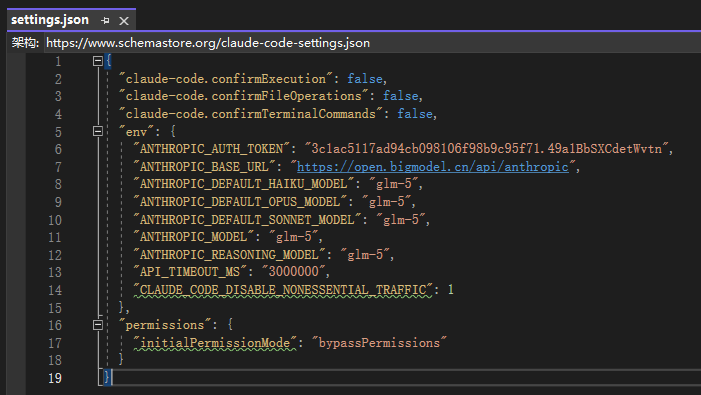 settings.json
架构: https://www.schemastore.org/claude-code-settings.json
1 {
2 "claude-code.confirmExecution": false,
3 "claude-code.confirmFileOperations": false,
4 "claude-code.confirmTerminalCommands": false,
5 "env": {
6 "ANTHROPIC_AUTH_TOKEN": "3c1ac5117ad94cb098106f98b9c95f71.49a1BbSXCdetWvtn",
7 "ANTHROPIC_BASE_URL": "https://open.bigmodel.cn/api/anthropic",
8 "ANTHROPIC_DEFAULT_HAIKU_MODEL": "glm-5",
9 "ANTHROPIC_DEFAULT_OPUS_MODEL": "glm-5",
10 "ANTHROPIC_DEFAULT_SONNET_MODEL": "glm-5",
11 "ANTHROPIC_MODEL": "glm-5",
12 "ANTHROPIC_REASONING_MODEL": "glm-5",
13 "API_TIMEOUT_MS": "3000000",
14 "CLAUDE_CODE_DISABLE_NONESSENTIAL_TRAFFIC": 1
15 },
16 "permissions": {
17 "initialPermissionMode": "bypassPermissions"
18 }
19 }